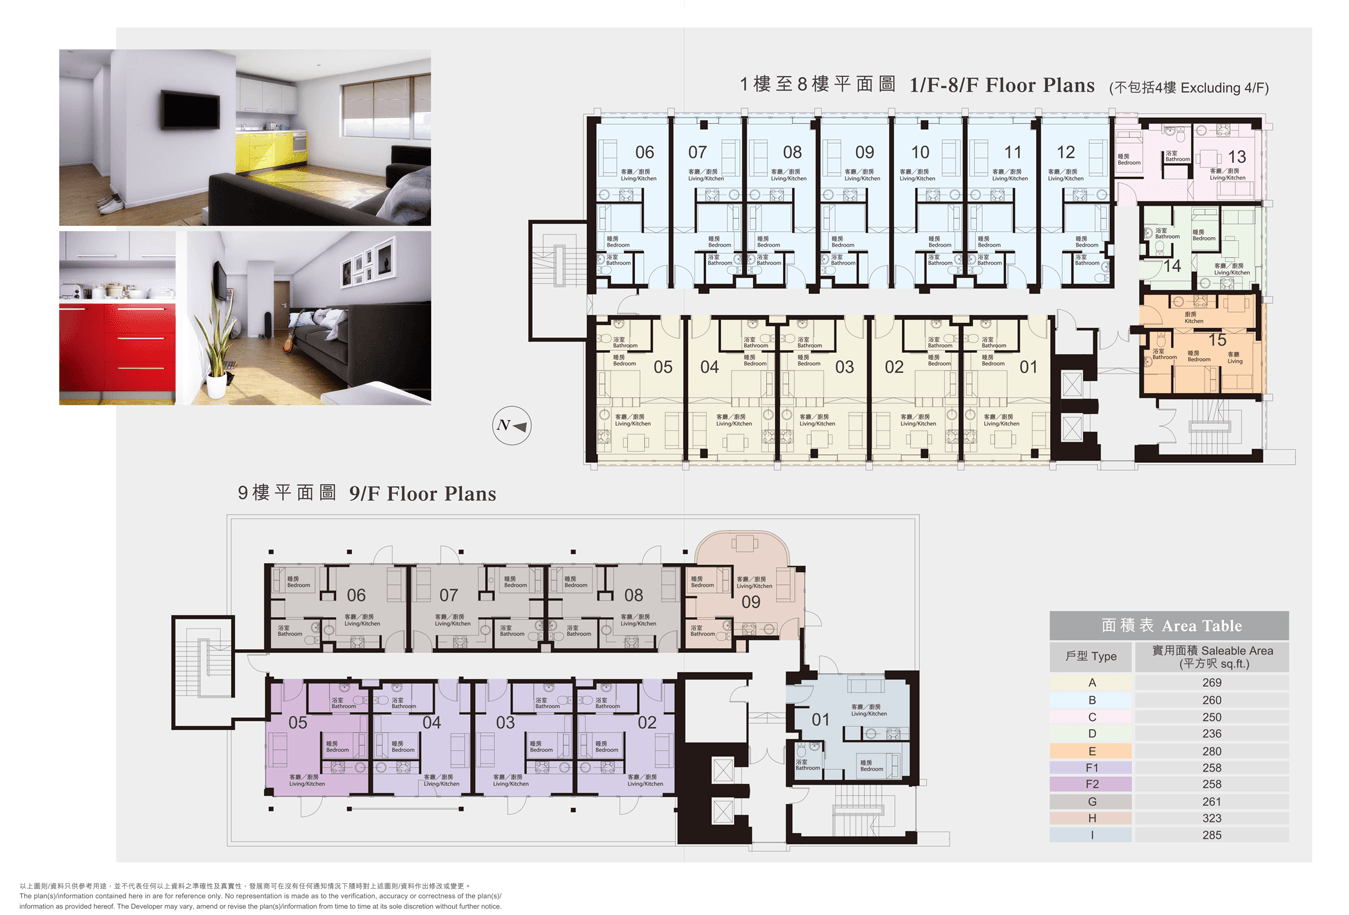 1樓至8樓平面圖 1/F-8/F Floor Plans (不包括4樓 Excluding 4/F)
06
客廳／廚房
Living/Kitchen
睡房
Bedroom
浴室
Bathroom
07
客廳／廚房
Living/Kitchen
睡房
Bedroom
浴室
Bathroom
08
客廳／廚房
Living/Kitchen
睡房
Bedroom
浴室
Bathroom
09
客廳／廚房
Living/Kitchen
睡房
Bedroom
浴室
Bathroom
10
客廳／廚房
Living/Kitchen
睡房
Bedroom
浴室
Bathroom
11
客廳／廚房
Living/Kitchen
睡房
Bedroom
浴室
Bathroom
12
客廳／廚房
Living/Kitchen
睡房
Bedroom
浴室
Bathroom
睡房
Bedroom
浴室
Bathroom
13
客廳／廚房
Living/Kitchen
浴室
Bathroom
睡房
Bedroom
14
客廳／廚房
Living/Kitchen
廚房
Kitchen
15
浴室
Bathroom
睡房
Bedroom
客廳
Living
浴室
Bathroom
睡房
Bedroom
05
客廳／廚房
Living/Kitchen
浴室
Bathroom
睡房
Bedroom
04
客廳／廚房
Living/Kitchen
浴室
Bathroom
睡房
Bedroom
03
客廳／廚房
Living/Kitchen
浴室
Bathroom
睡房
Bedroom
02
客廳／廚房
Living/Kitchen
浴室
Bathroom
睡房
Bedroom
01
客廳／廚房
Living/Kitchen
N
9樓平面圖 9/F Floor Plans
睡房
Bedroom
06
客廳／廚房
Living/Kitchen
浴室
Bathroom
07
睡房
Bedroom
客廳／廚房
Living/Kitchen
浴室
Bathroom
睡房
Bedroom
08
客廳／廚房
Living/Kitchen
浴室
Bathroom
睡房
Bedroom
客廳／廚房
Living/Kitchen
09
浴室
Bathroom
浴室
Bathroom
05
睡房
Bedroom
客廳／廚房
Living/Kitchen
浴室
Bathroom
04
睡房
Bedroom
客廳／廚房
Living/Kitchen
浴室
Bathroom
03
睡房
Bedroom
客廳／廚房
Living/Kitchen
浴室
Bathroom
02
睡房
Bedroom
客廳／廚房
Living/Kitchen
01
客廳／廚房
Living/Kitchen
浴室
Bathroom
睡房
Bedroom
面積表 Area Table
戶型 Type
實用面積 Saleable Area
(平方呎 sq.ft.)
A 269
B 260
C 250
D 236
E 280
F1 258
F2 258
G 261
H 323
I 285
以上圖則/資料只供參考用途，並不代表任何以上資料之準確性及真實性，發展商可在沒有任何通知情況下隨時對上述圖則/資料作出修改或變更。
The plan(s)/information contained here in are for reference only. No representation is made as to the verification, accuracy or correctness of the plan(s)/
information as provided hereof. The Developer may vary, amend or revise the plan(s)/information from time to time at its sole discretion without further notice.